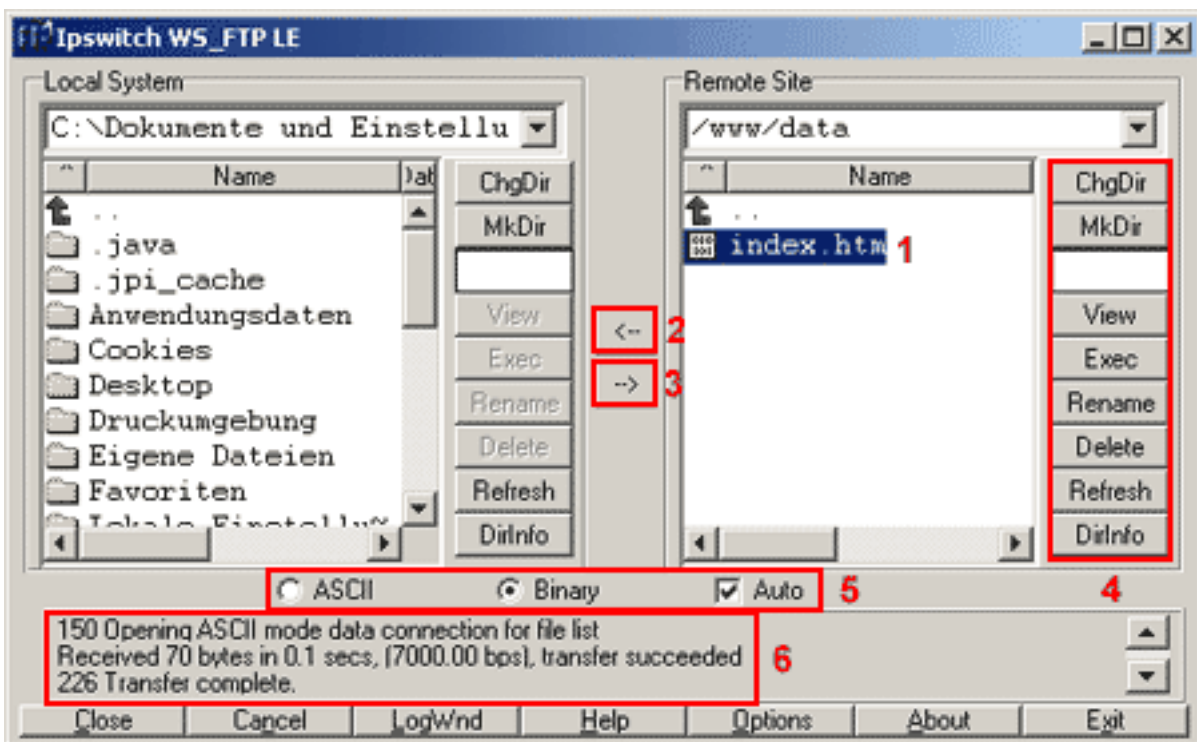 Ipswitch WS_FTP LE
Local System
C:\Dokumente und Einstellu
^ Name Dat
..
.java
.jpi_cache
Anwendungsdaten
Cookies
Desktop
Druckumgebung
Eigene Dateien
Favoriten
Lokale Einstellu~
ChgDir
MkDir
View
Exec
Rename
Delete
Refresh
DirInfo
<--
2
-->
3
Remote Site
/www/data
^ Name
..
index.htm 1
ChgDir
MkDir
View
Exec
Rename
Delete
Refresh
DirInfo
4
ASCII Binary Auto 5
150 Opening ASCII mode data connection for file list
Received 70 bytes in 0.1 secs, (7000.00 bps), transfer succeeded
226 Transfer complete.
6
Close Cancel LogWnd Help Options About Exit